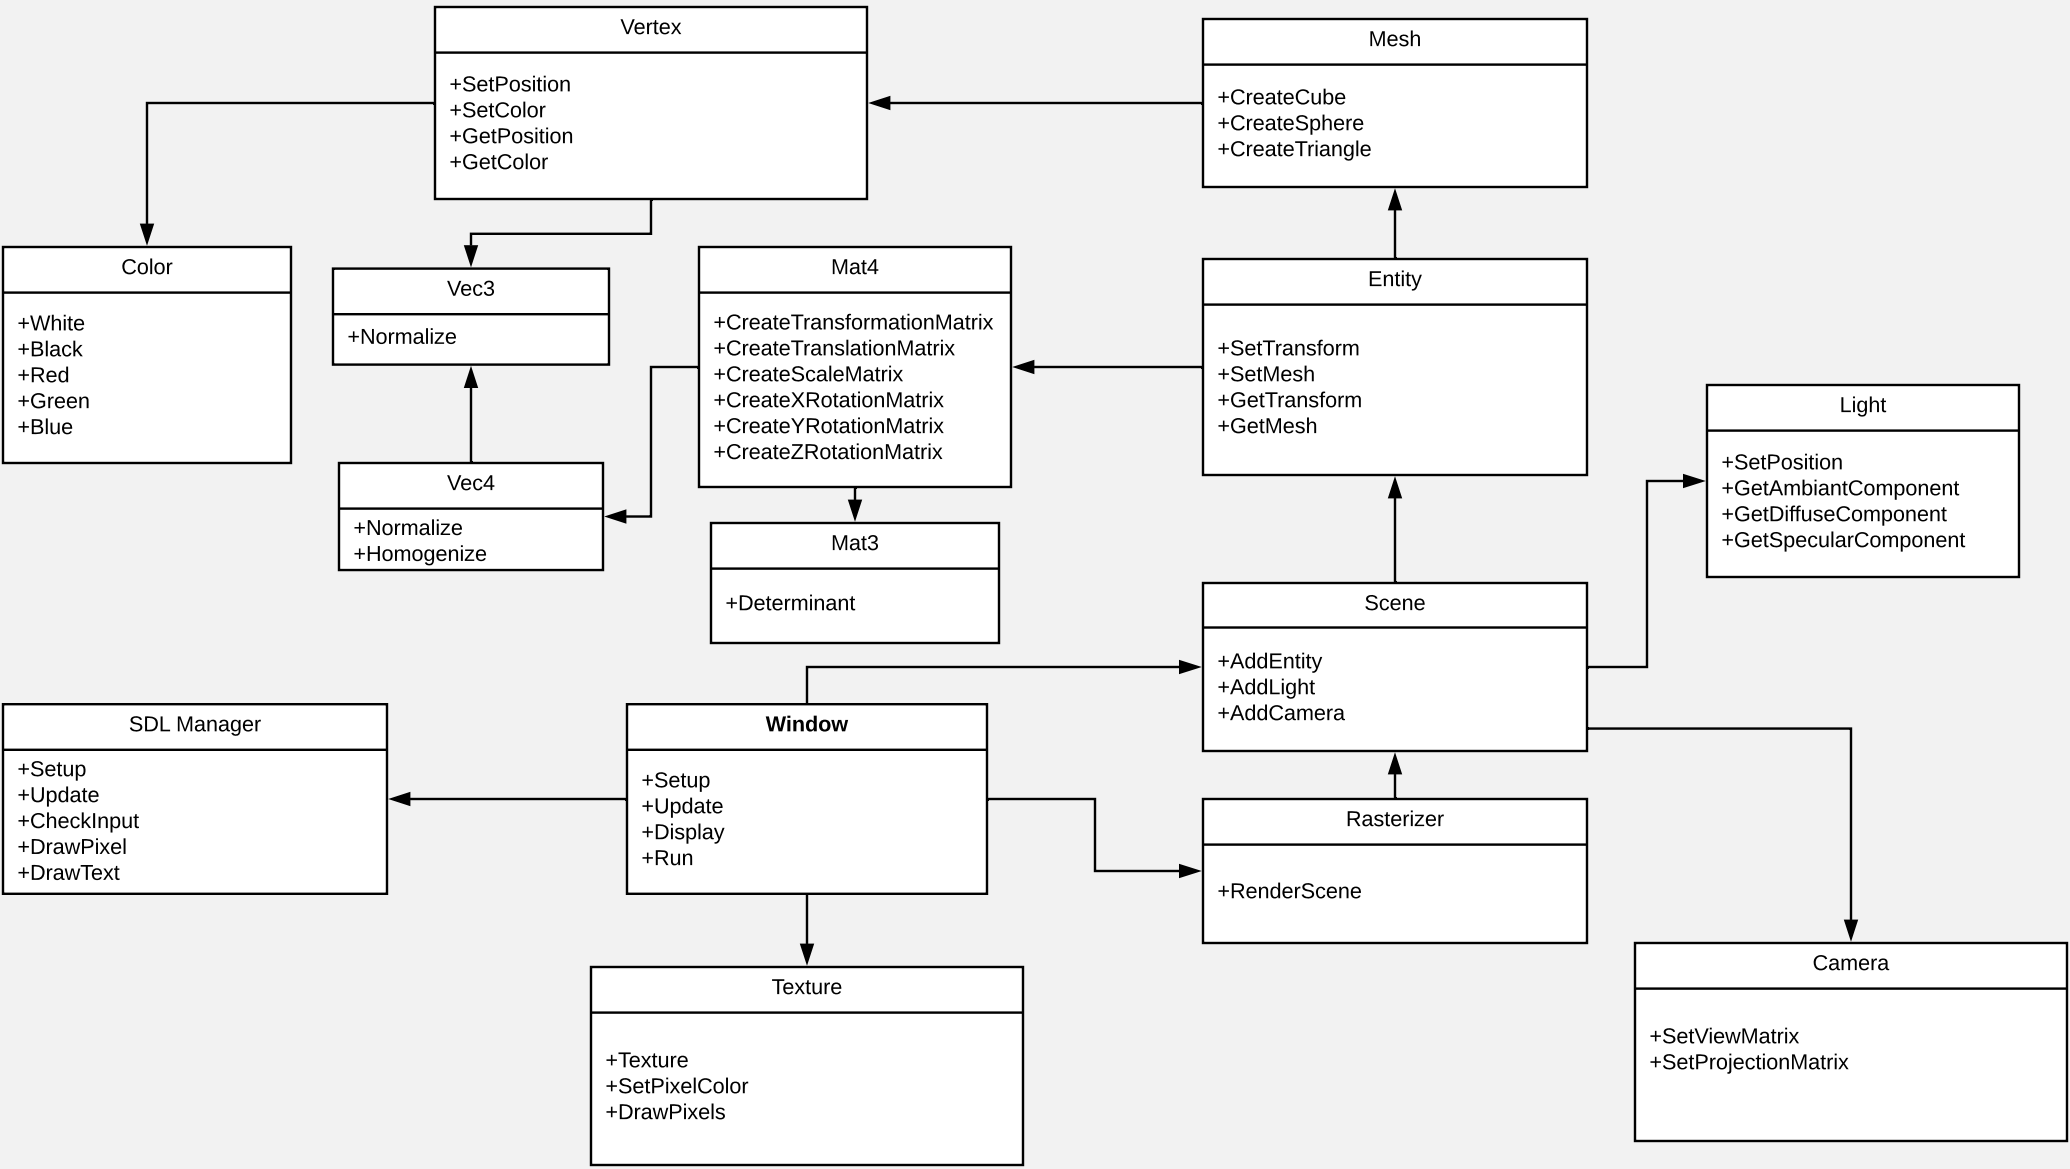 Vertex
+SetPosition
+SetColor
+GetPosition
+GetColor
Mesh
+CreateCube
+CreateSphere
+CreateTriangle
Color
+White
+Black
+Red
+Green
+Blue
Vec3
+Normalize
Mat4
+CreateTransformationMatrix
+CreateTranslationMatrix
+CreateScaleMatrix
+CreateXRotationMatrix
+CreateYRotationMatrix
+CreateZRotationMatrix
Entity
+SetTransform
+SetMesh
+GetTransform
+GetMesh
Light
+SetPosition
+GetAmbiantComponent
+GetDiffuseComponent
+GetSpecularComponent
Vec4
+Normalize
+Homogenize
Mat3
+Determinant
Scene
+AddEntity
+AddLight
+AddCamera
SDL Manager
+Setup
+Update
+CheckInput
+DrawPixel
+DrawText
Window
+Setup
+Update
+Display
+Run
Rasterizer
+RenderScene
Texture
+Texture
+SetPixelColor
+DrawPixels
Camera
+SetViewMatrix
+SetProjectionMatrix